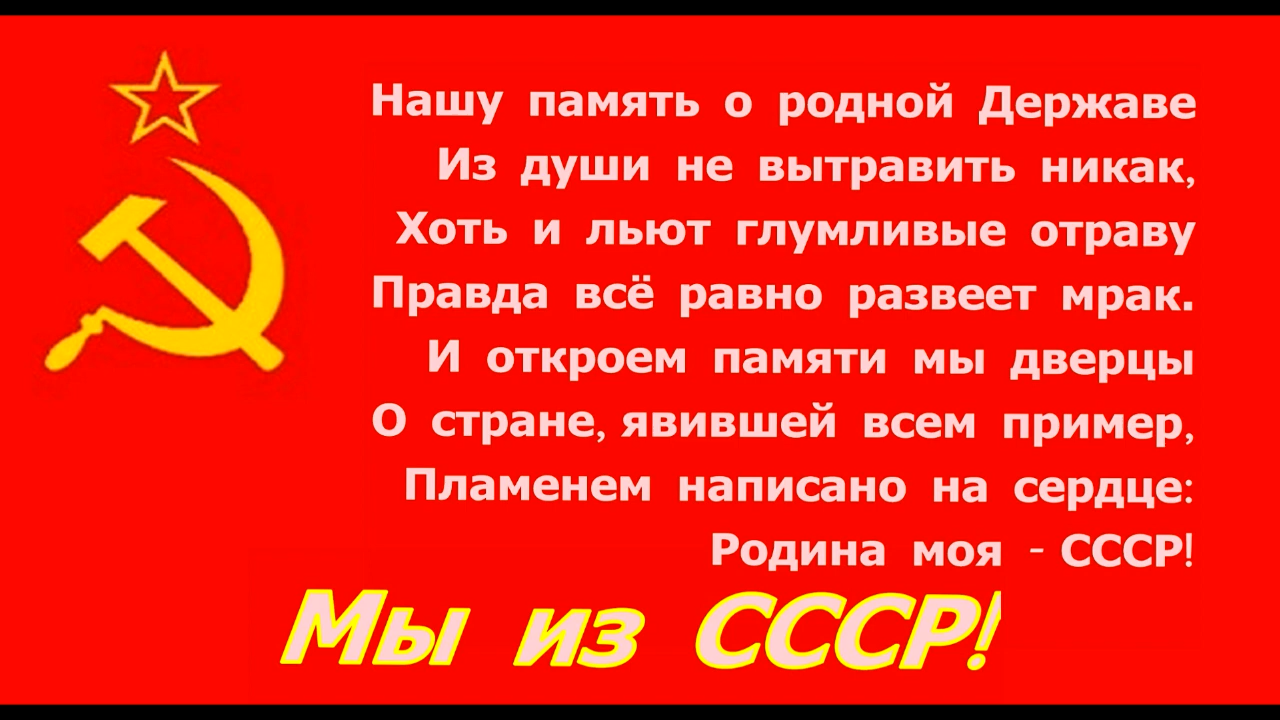 Нашу память о родной Державе
Из души не вытравить никак,
Хоть и льют глумливые отраву
Правда всё равно развеет мрак.
И откроем памяти мы дверцы
О стране, явившей всем пример,
Пламенем написано на сердце:
Родина моя - СССР!
Мы из СССР!